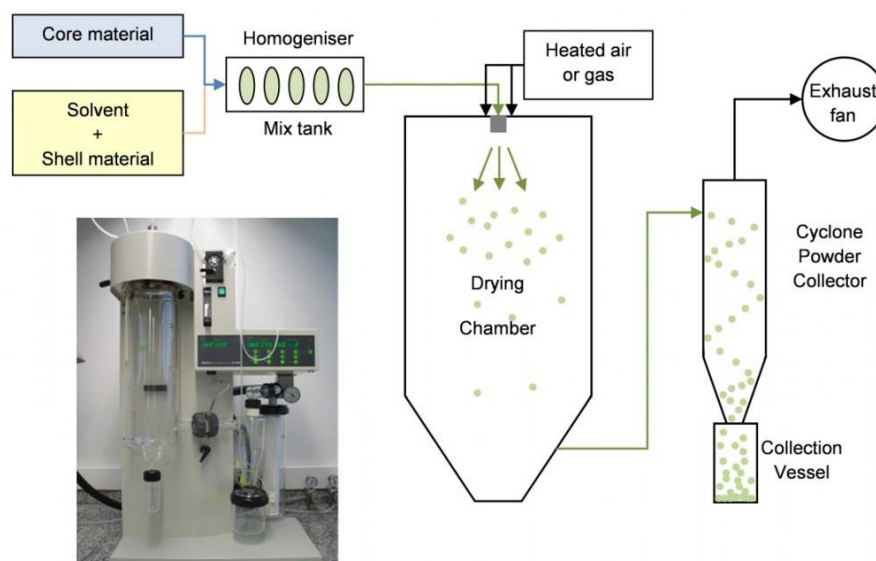 Core material
Solvent
+
Shell material
Homogeniser
Mix tank
Heated air
or gas
Exhaust
fan
Drying
Chamber
Cyclone
Powder
Collector
Collection
Vessel